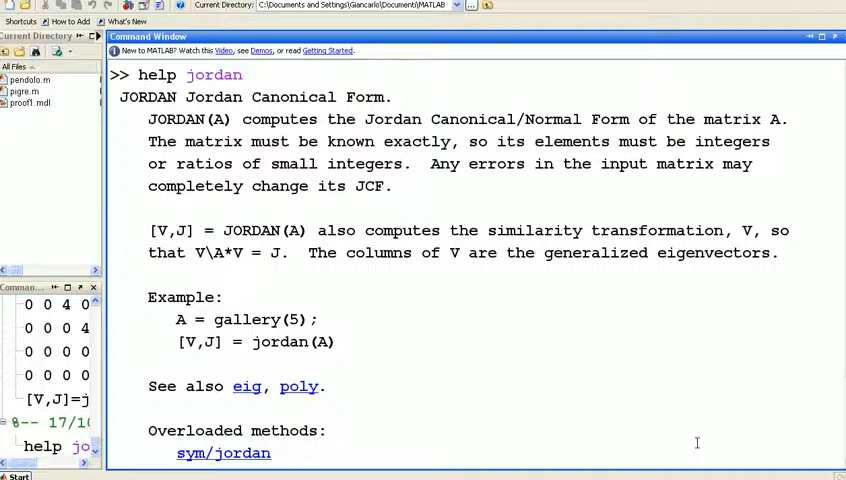 Current Directory: C:\Documents and Settings\Giancarlo\Documenti\MATLAB
Shortcuts How to Add What's New
Current Directory
Command Window
New to MATLAB? Watch this Video, see Demos, or read Getting Started.
All Files
pendolo.m
pigre.m
proof1.mdl
>> help jordan
JORDAN Jordan Canonical Form.
JORDAN(A) computes the Jordan Canonical/Normal Form of the matrix A.
The matrix must be known exactly, so its elements must be integers
or ratios of small integers. Any errors in the input matrix may
completely change its JCF.
[V,J] = JORDAN(A) also computes the similarity transformation, V, so
that V\A*V = J. The columns of V are the generalized eigenvectors.
Example:
A = gallery(5);
[V,J] = jordan(A)
See also eig, poly.
Overloaded methods:
sym/jordan
Comman...
0 0 4 0
0 0 0 4
0 0 0 0
0 0 0 0
[V,J]=j
%-- 17/10
help jo
Start